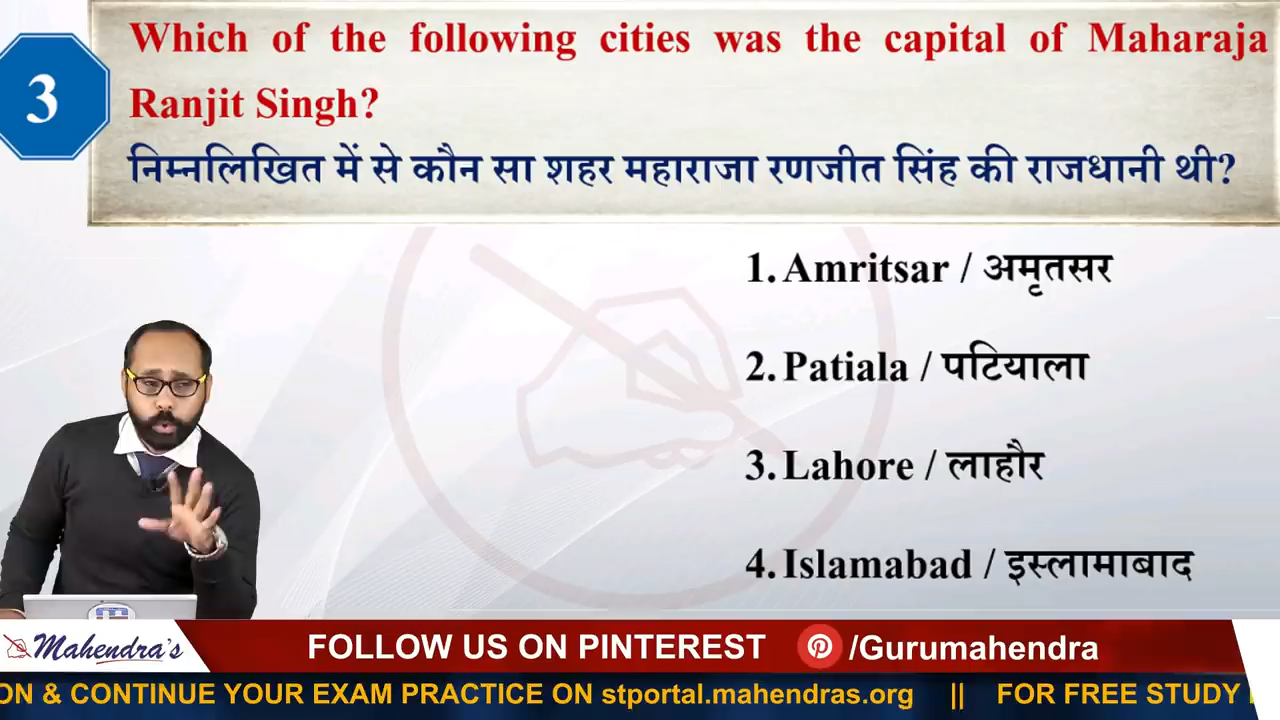 3
Which of the following cities was the capital of Maharaja
Ranjit Singh?
निम्नलिखित में से कौन सा शहर महाराजा रणजीत सिंह की राजधानी थी?
1. Amritsar / अमृतसर
2. Patiala / पटियाला
3. Lahore / लाहौर
4. Islamabad / इस्लामाबाद
Mahendra's
FOLLOW US ON PINTEREST /Gurumahendra
ON & CONTINUE YOUR EXAM PRACTICE ON stportal.mahendras.org || FOR FREE STUDY